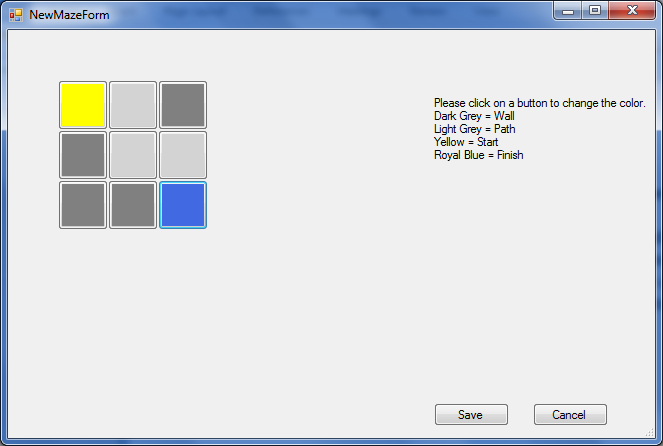 NewMazeForm
Please click on a button to change the color.
Dark Grey = Wall
Light Grey = Path
Yellow = Start
Royal Blue = Finish
Save
Cancel